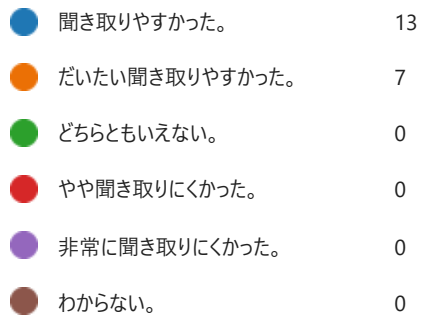 聞き取りやすかった。 13
だいたい聞き取りやすかった。 7
どちらともいえない。 0
やや聞き取りにくかった。 0
非常に聞き取りにくかった。 0
わからない。 0